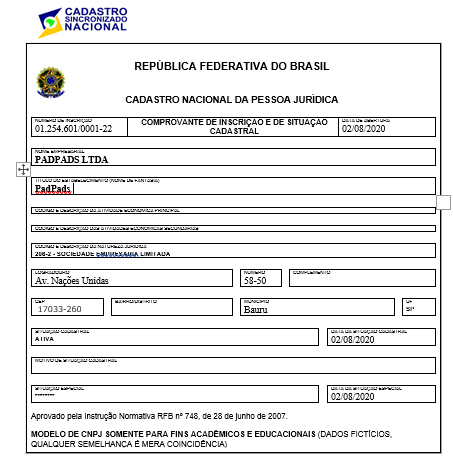 CADASTRO
SINCRONIZADO
NACIONAL
REPÚBLICA FEDERATIVA DO BRASIL
CADASTRO NACIONAL DA PESSOA JURÍDICA
NÚMERO DE INSCRIÇÃO
01.254.601/0001-22
COMPROVANTE DE INSCRIÇÃO E DE SITUAÇÃO
CADASTRAL
DATA DE ABERTURA
02/08/2020
NOME EMPRESARIAL
PADPADS LTDA
TÍTULO DO ESTABELECIMENTO (NOME DE FANTASIA)
PadPads
CÓDIGO E DESCRIÇÃO DA ATIVIDADE ECONÔMICA PRINCIPAL
CÓDIGO E DESCRIÇÃO DAS ATIVIDADES ECONÔMICAS SECUNDÁRIAS
CÓDIGO E DESCRIÇÃO DA NATUREZA JURÍDICA
206-2 - SOCIEDADE EMPRESARIA LIMITADA
LOGRADOURO
Av. Nações Unidas
NÚMERO
58-50
COMPLEMENTO
CEP
17033-260
BAIRRO/DISTRITO
MUNICÍPIO
Bauru
UF
SP
SITUAÇÃO CADASTRAL
ATIVA
DATA DA SITUAÇÃO CADASTRAL
02/08/2020
MOTIVO DE SITUAÇÃO CADASTRAL
SITUAÇÃO ESPECIAL
********
DATA DA SITUAÇÃO ESPECIAL
02/08/2020
Aprovado pela Instrução Normativa RFB nº 748, de 28 de junho de 2007.
MODELO DE CNPJ SOMENTE PARA FINS ACADÊMICOS E EDUCACIONAIS (DADOS FICTÍCIOS,
QUALQUER SEMELHANÇA É MERA COINCIDÊNCIA)